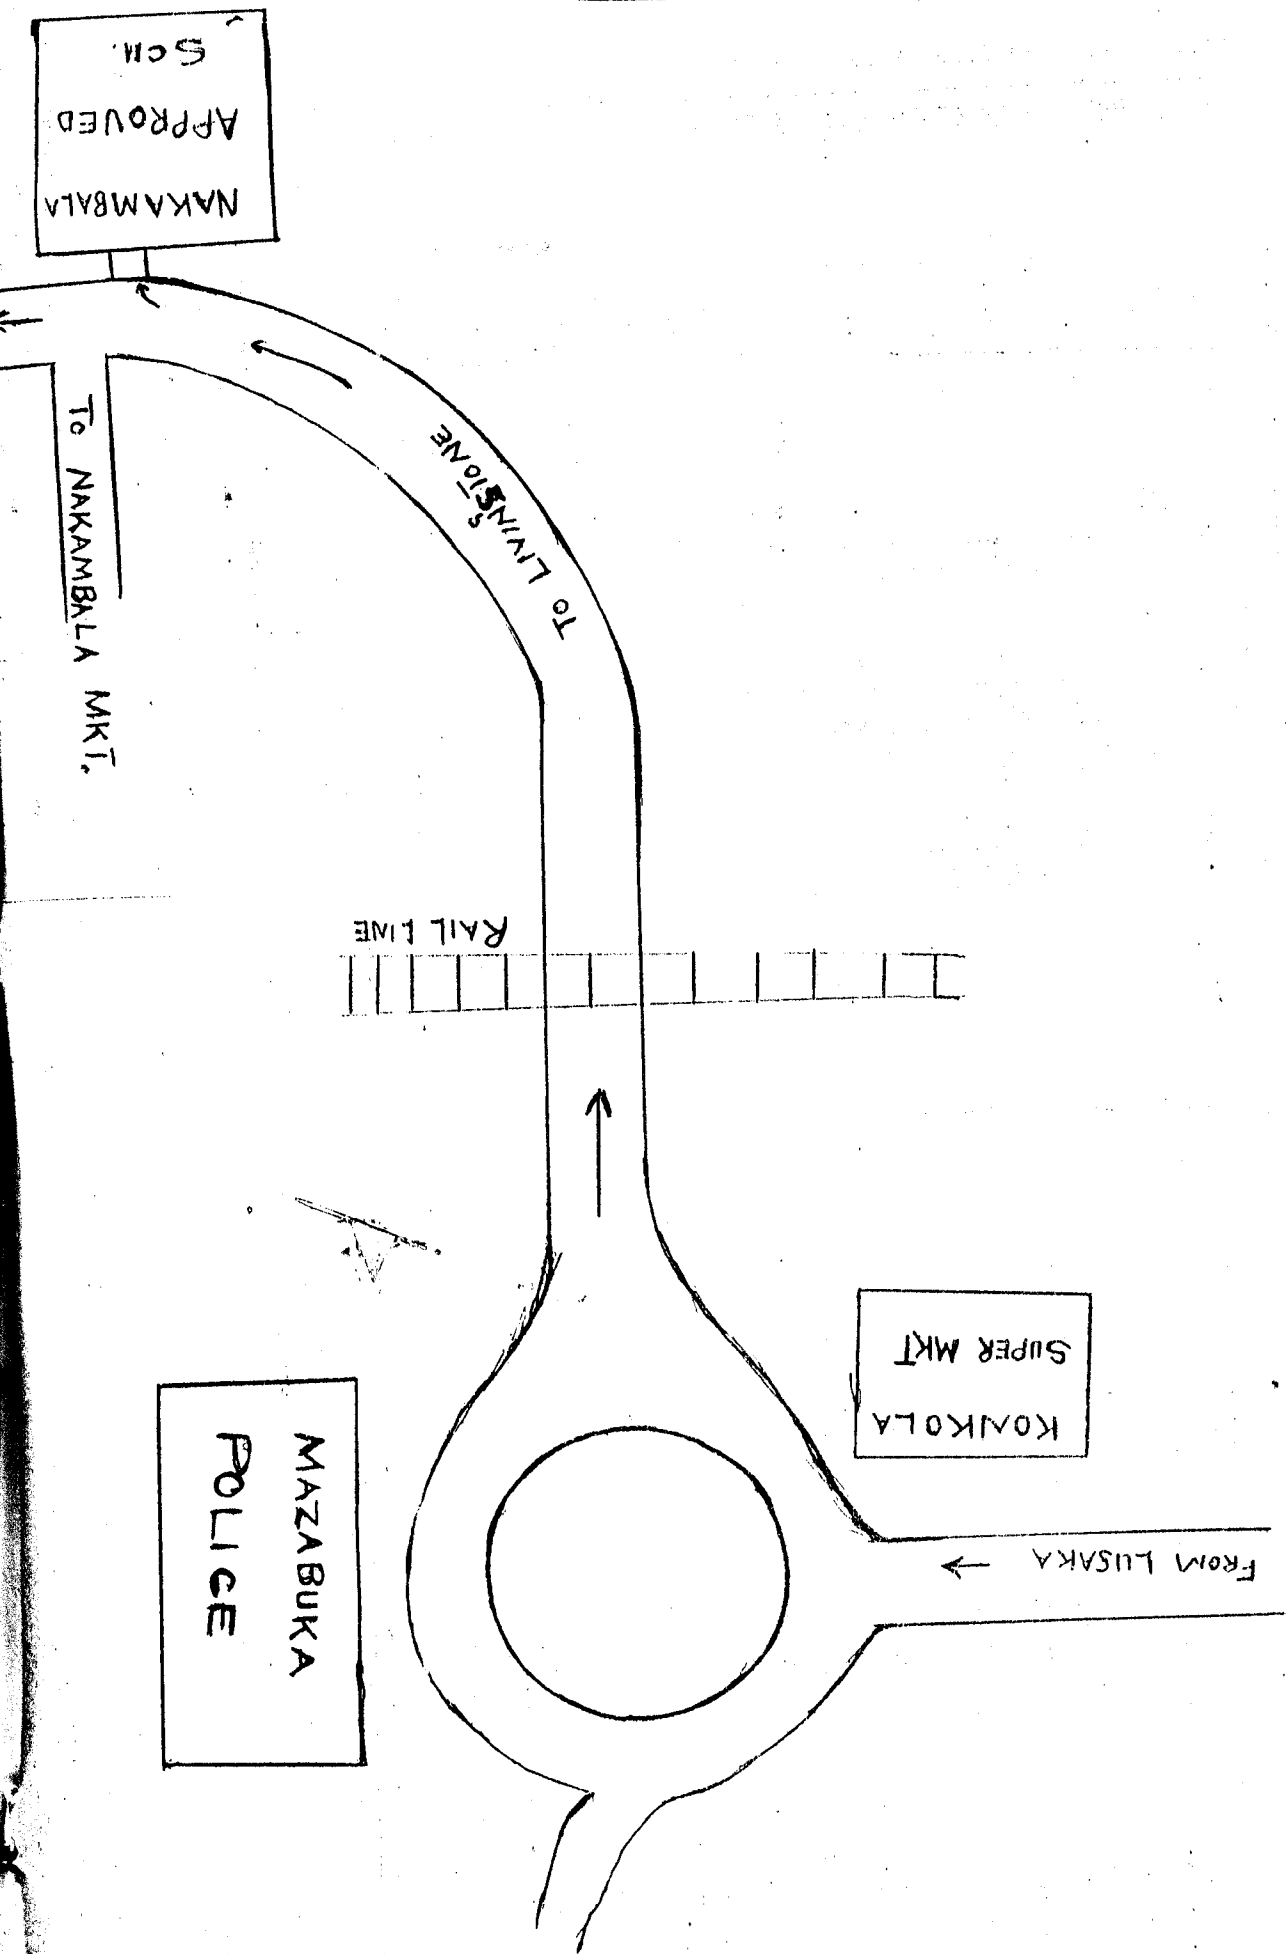 NAKAMBALA
APPROVED
SCH.
TO LIVINGSTONE
TO NAKAMBALA MKT.
RAIL LINE
KONKOLA
SUPER MKT
FROM LUSAKA
MAZABUKA
POLICE